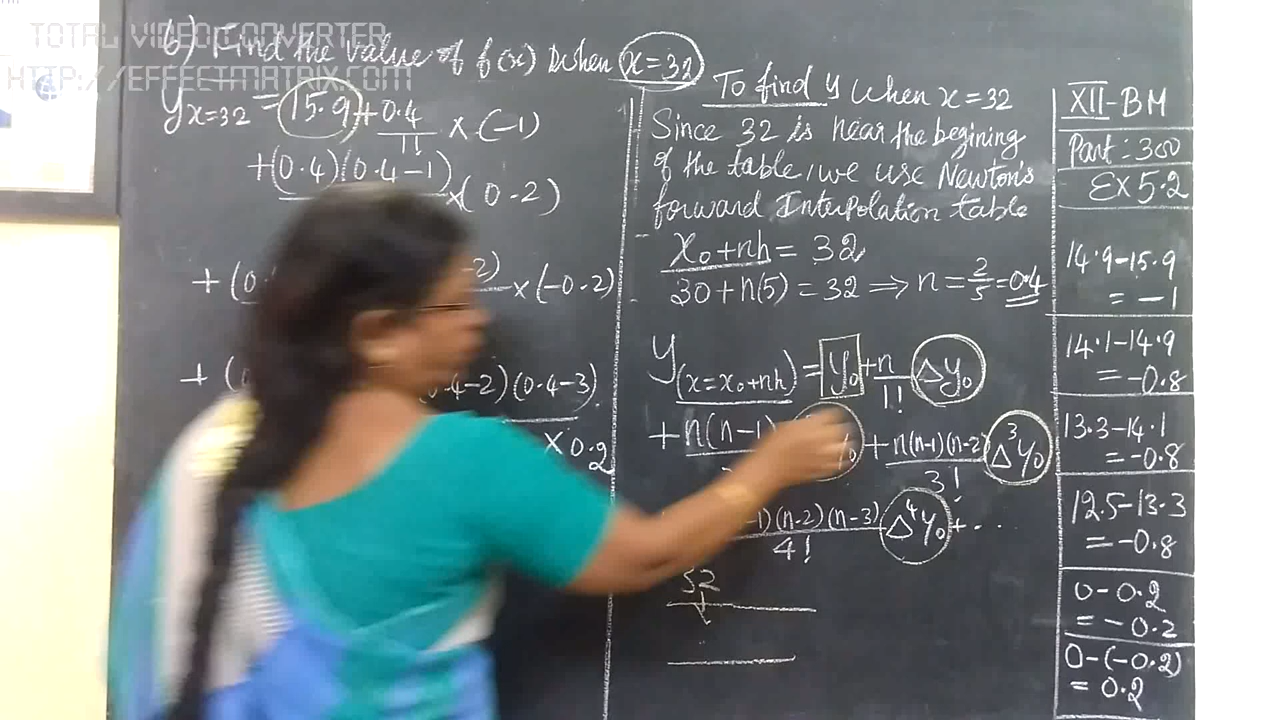 TOTAL VIDEO CONVERTER
HTTP://EFFECTMATRIX.COM
6) Find the value of f(x) when x=32
y x=32 = 15.9 + 0.4/1! × (-1)
+(0.4)(0.4-1) ×(0.2)
+(0. -2) ×(-0.2)
+(0 0.4-2)(0.4-3)
×0.2
To find y when x=32
Since 32 is near the begining
of the table, we use Newton's
forward Interpolation table
x₀+nh = 32
30+n(5) = 32 ⇒ n = 2/5 = 0.4
y(x=x₀+nh) = y₀ + n/1! Δy₀
+ n(n-1) y₀ + n(n-1)(n-2)/3! Δ³y₀
-1)(n-2)(n-3)/4! Δ⁴y₀ + ...
32
XII-BM
Part: 300
EX 5.2
14.9-15.9
= -1
14.1-14.9
= -0.8
13.3-14.1
= -0.8
12.5-13.3
= -0.8
0-0.2
= -0.2
0-(-0.2)
= 0.2